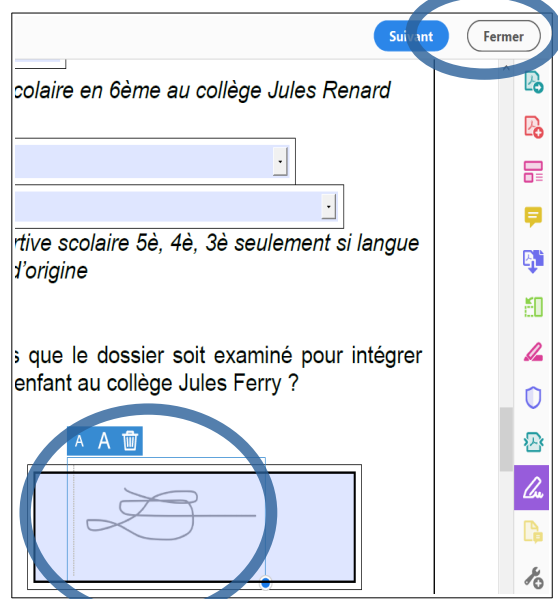 Suivant Fermer
colaire en 6ème au collège Jules Renard
tive scolaire 5è, 4è, 3è seulement si langue
d'origine
s que le dossier soit examiné pour intégrer
enfant au collège Jules Ferry ?
A A